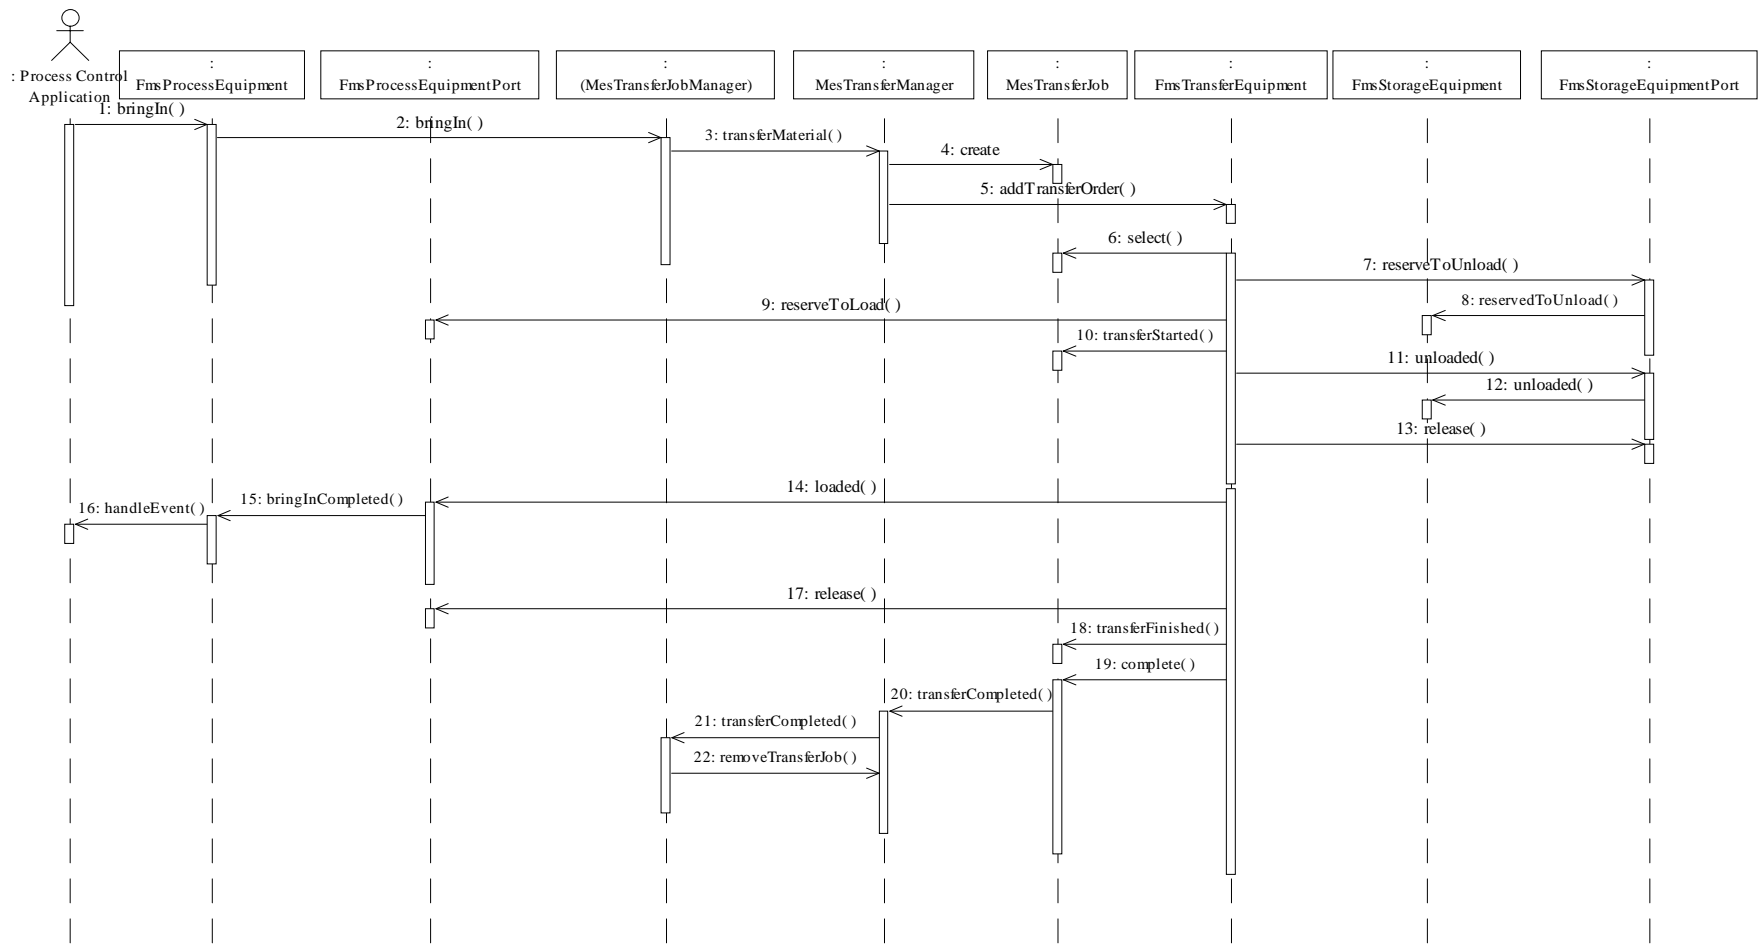 : Process Control
Application
:
FmsProcessEquipment
:
FmsProcessEquipmentPort
:
(MesTransferJobManager)
:
MesTransferManager
:
MesTransferJob
:
FmsTransferEquipment
:
FmsStorageEquipment
:
FmsStorageEquipmentPort
1: bringIn( )
2: bringIn( )
3: transferMaterial( )
4: create
5: addTransferOrder( )
6: select( )
7: reserveToUnload( )
8: reservedToUnload( )
9: reserveToLoad( )
10: transferStarted( )
11: unloaded( )
12: unloaded( )
13: release( )
14: loaded( )
15: bringInCompleted( )
16: handleEvent( )
17: release( )
18: transferFinished( )
19: complete( )
20: transferCompleted( )
21: transferCompleted( )
22: removeTransferJob( )